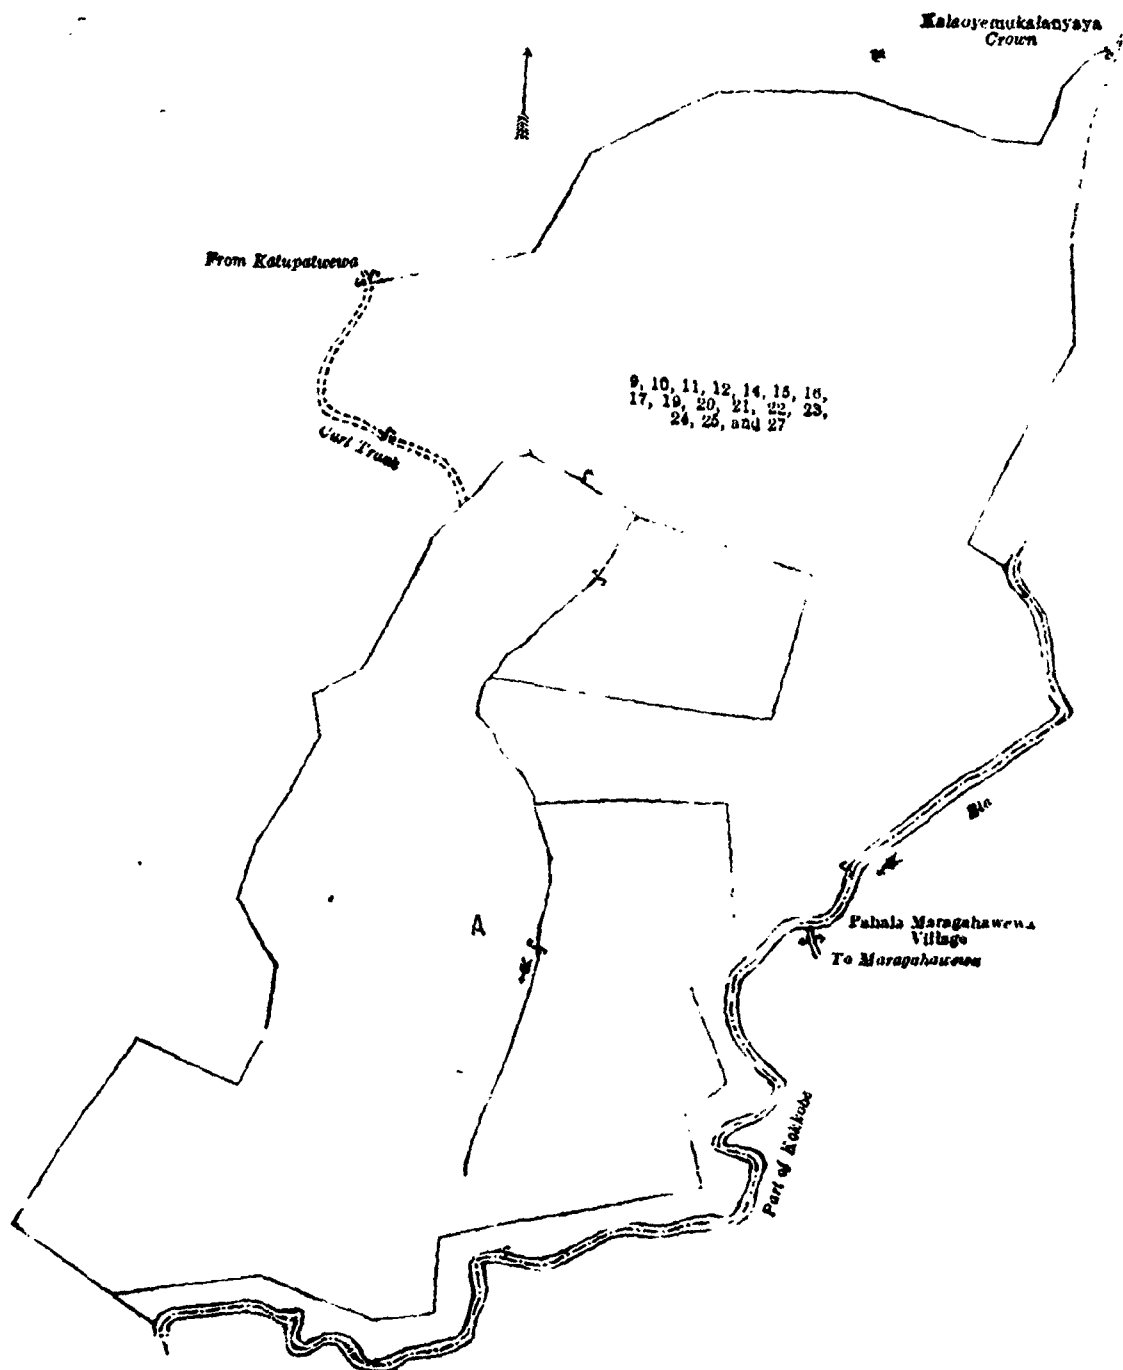 Kalaoyemukalanyaya
Crown
From Katupatwewa
9, 10, 11, 12, 14, 15, 16,
17, 19, 20, 21, 22, 23,
24, 25, and 27
Cart Track
Ela
A
Pahala Maragahawewa
Village
To Maragahawewa
Part of Kokkobe